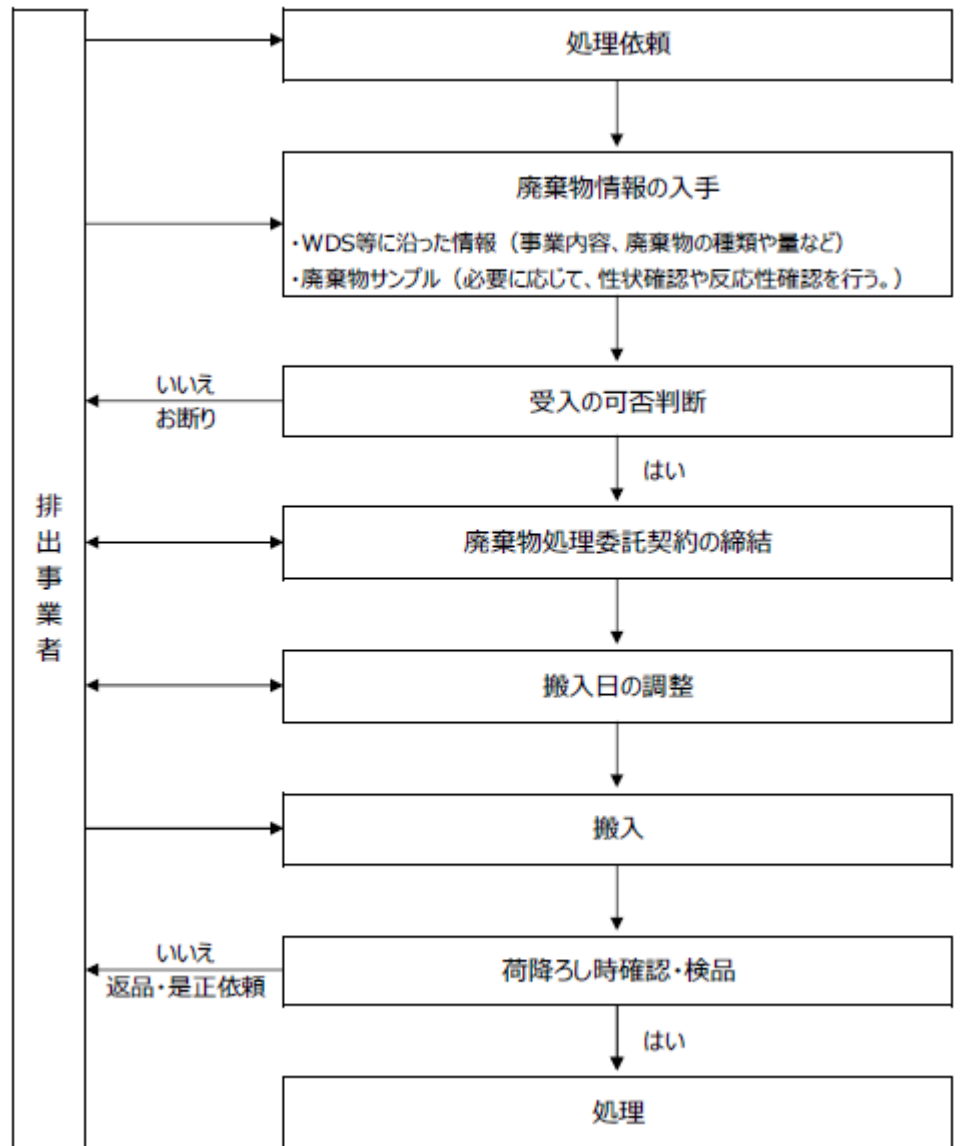 処理依頼
廃棄物情報の入手
・WDS等に沿った情報（事業内容、廃棄物の種類や量など）
・廃棄物サンプル（必要に応じて、性状確認や反応性確認を行う。）
いいえ
お断り
受入の可否判断
はい
排出事業者
廃棄物処理委託契約の締結
搬入日の調整
搬入
いいえ
返品・是正依頼
荷降ろし時確認・検品
はい
処理